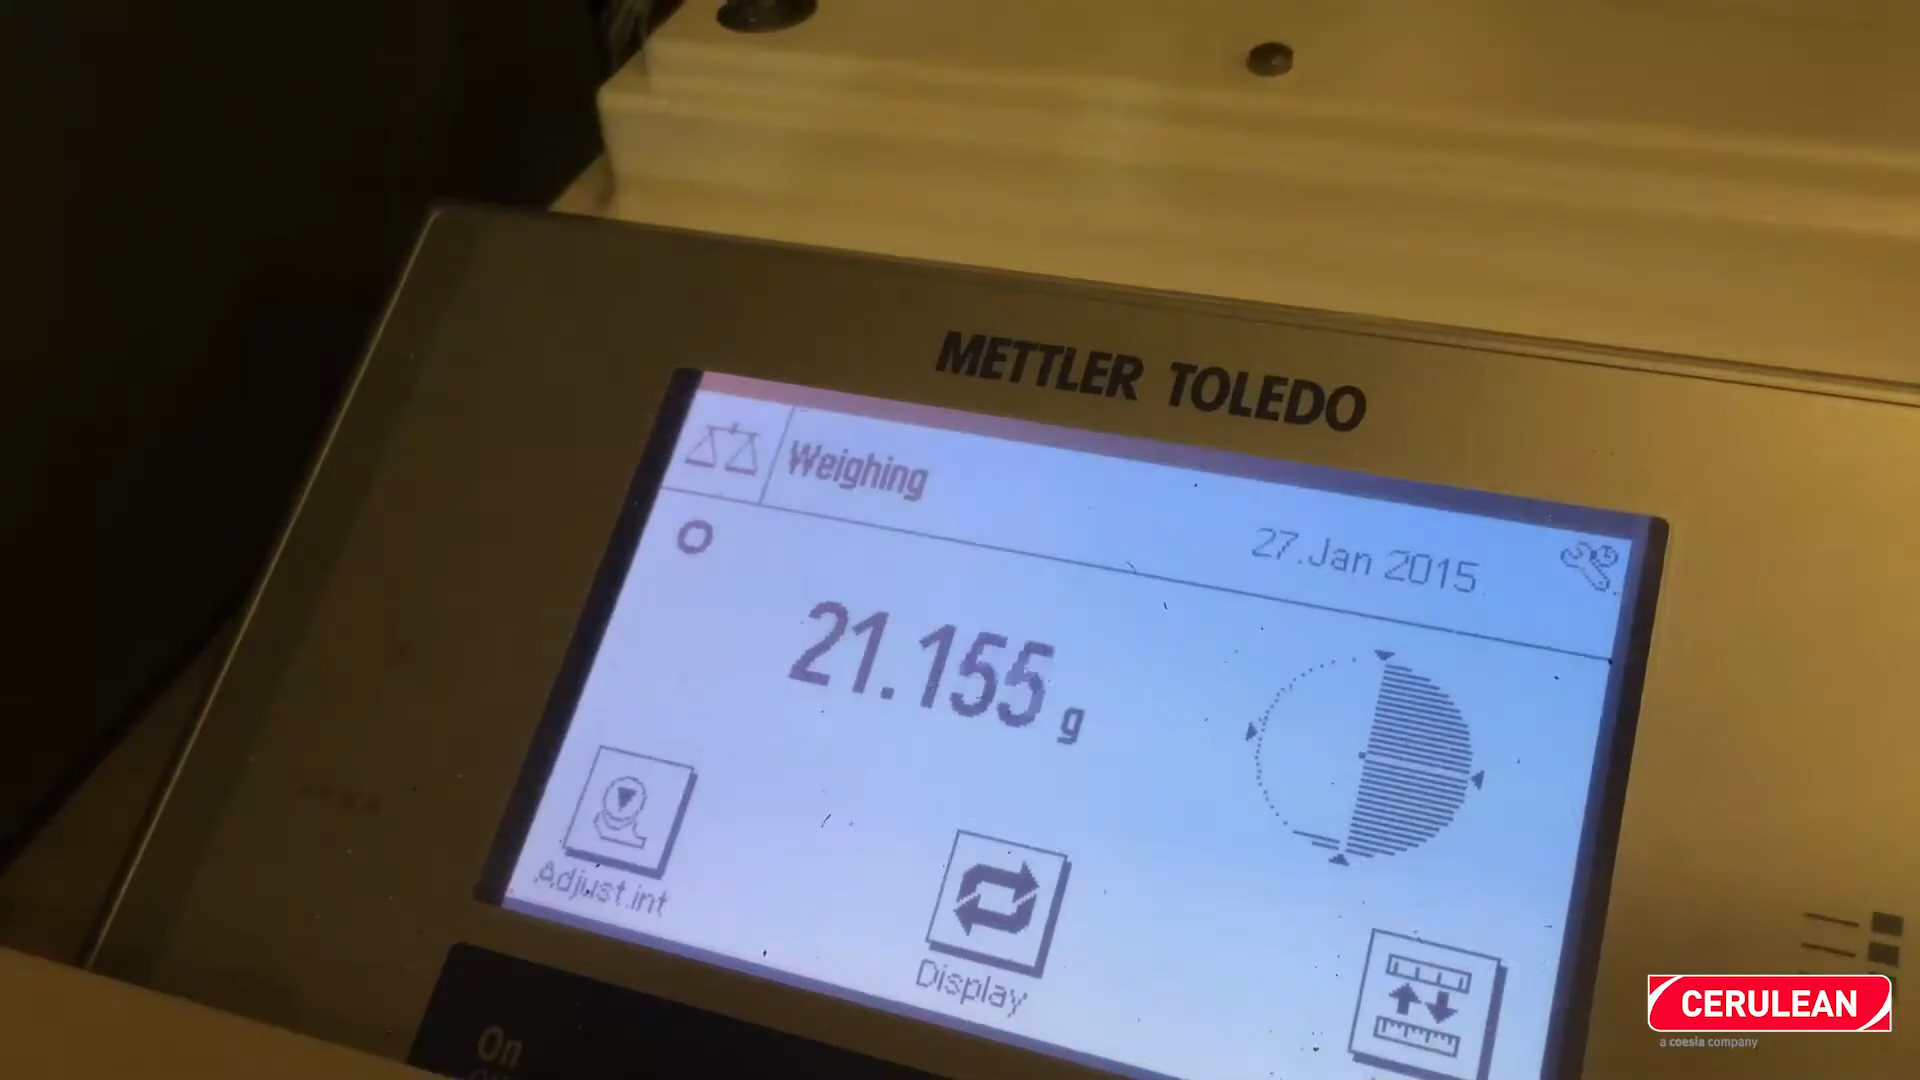 METTLER TOLEDO
Weighing
27.Jan 2015
21.155 g
Adjust.int
Display
On
CERULEAN
a coesia company